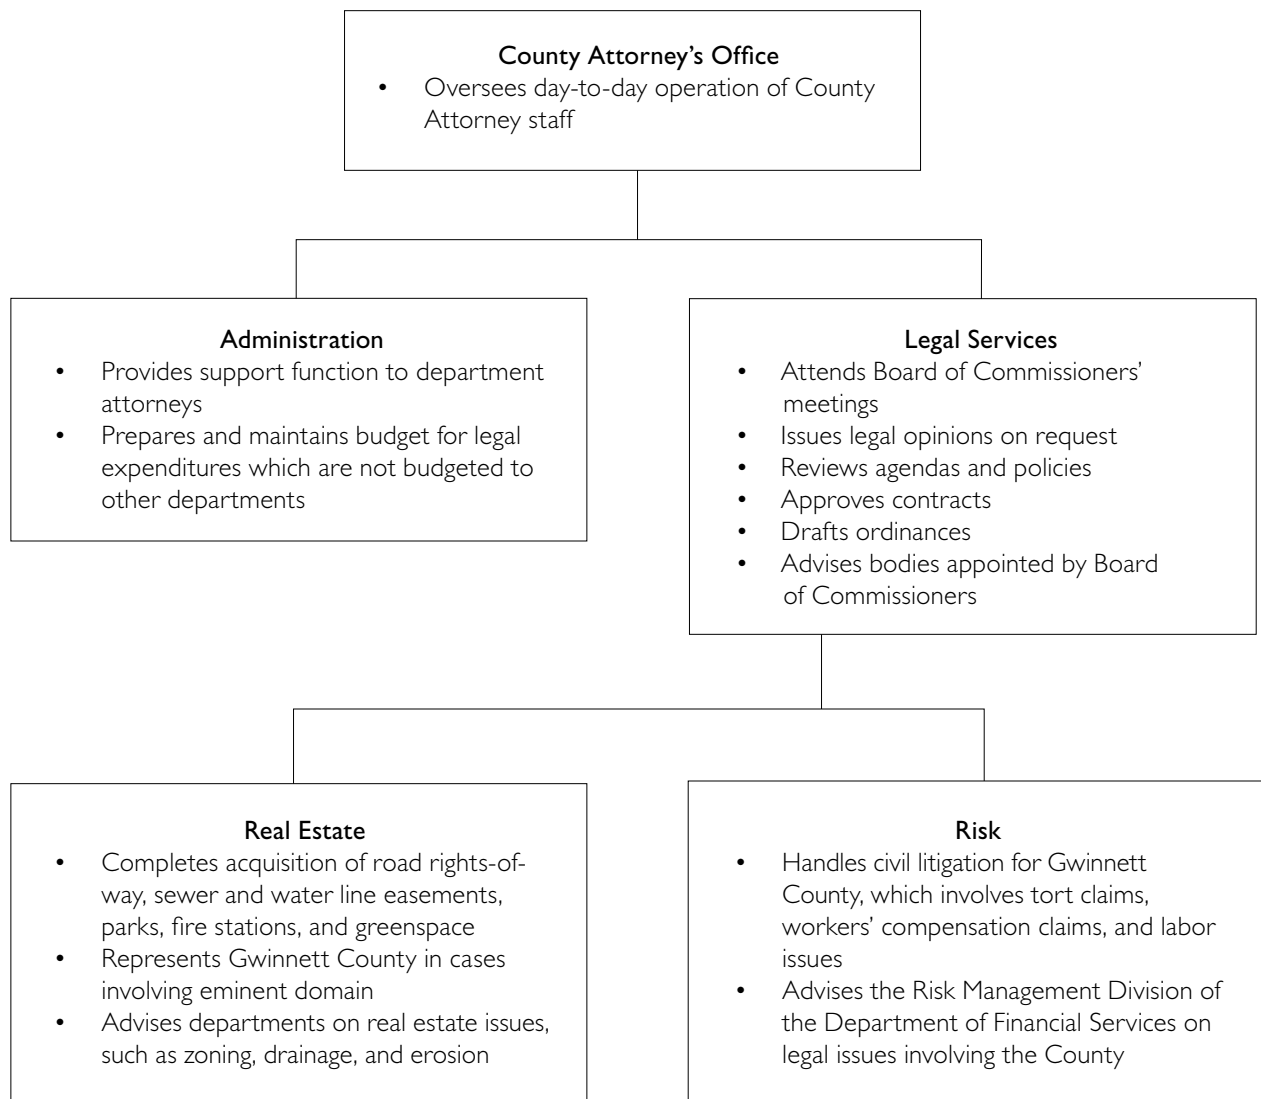 County Attorney’s Office
• Oversees day-to-day operation of County
Attorney staff
Administration
• Provides support function to department
attorneys
• Prepares and maintains budget for legal
expenditures which are not budgeted to
other departments
Legal Services
• Attends Board of Commissioners’
meetings
• Issues legal opinions on request
• Reviews agendas and policies
• Approves contracts
• Drafts ordinances
• Advises bodies appointed by Board
of Commissioners
Real Estate
• Completes acquisition of road rights-of-
way, sewer and water line easements,
parks, fire stations, and greenspace
• Represents Gwinnett County in cases
involving eminent domain
• Advises departments on real estate issues,
such as zoning, drainage, and erosion
Risk
• Handles civil litigation for Gwinnett
County, which involves tort claims,
workers’ compensation claims, and labor
issues
• Advises the Risk Management Division of
the Department of Financial Services on
legal issues involving the County